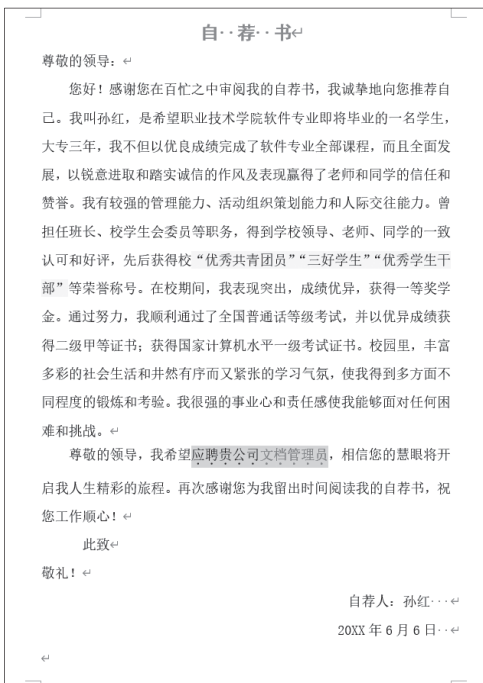 自 荐 书
尊敬的领导：
您好！感谢您在百忙之中审阅我的自荐书，我诚挚地向您推荐自
己。我叫孙红，是希望职业技术学院软件专业即将毕业的一名学生，
大专三年，我不但以优良成绩完成了软件专业全部课程，而且全面发
展，以锐意进取和踏实诚信的作风及表现赢得了老师和同学的信任和
赞誉。我有较强的管理能力、活动组织策划能力和人际交往能力。曾
担任班长、校学生会委员等职务，得到学校领导、老师、同学的一致
认可和好评，先后获得校“优秀共青团员”“三好学生”“优秀学生干
部”等荣誉称号。在校期间，我表现突出，成绩优异，获得一等奖学
金。通过努力，我顺利通过了全国普通话等级考试，并以优异成绩获
得二级甲等证书；获得国家计算机水平一级考试证书。校园里，丰富
多彩的社会生活和井然有序而又紧张的学习气氛，使我得到多方面不
同程度的锻炼和考验。我很强的事业心和责任感使我能够面对任何困
难和挑战。
尊敬的领导，我希望应聘贵公司文档管理员，相信您的慧眼将开
启我人生精彩的旅程。再次感谢您为我留出时间阅读我的自荐书，祝
您工作顺心！
此致
敬礼！
自荐人：孙红
20XX 年 6 月 6 日